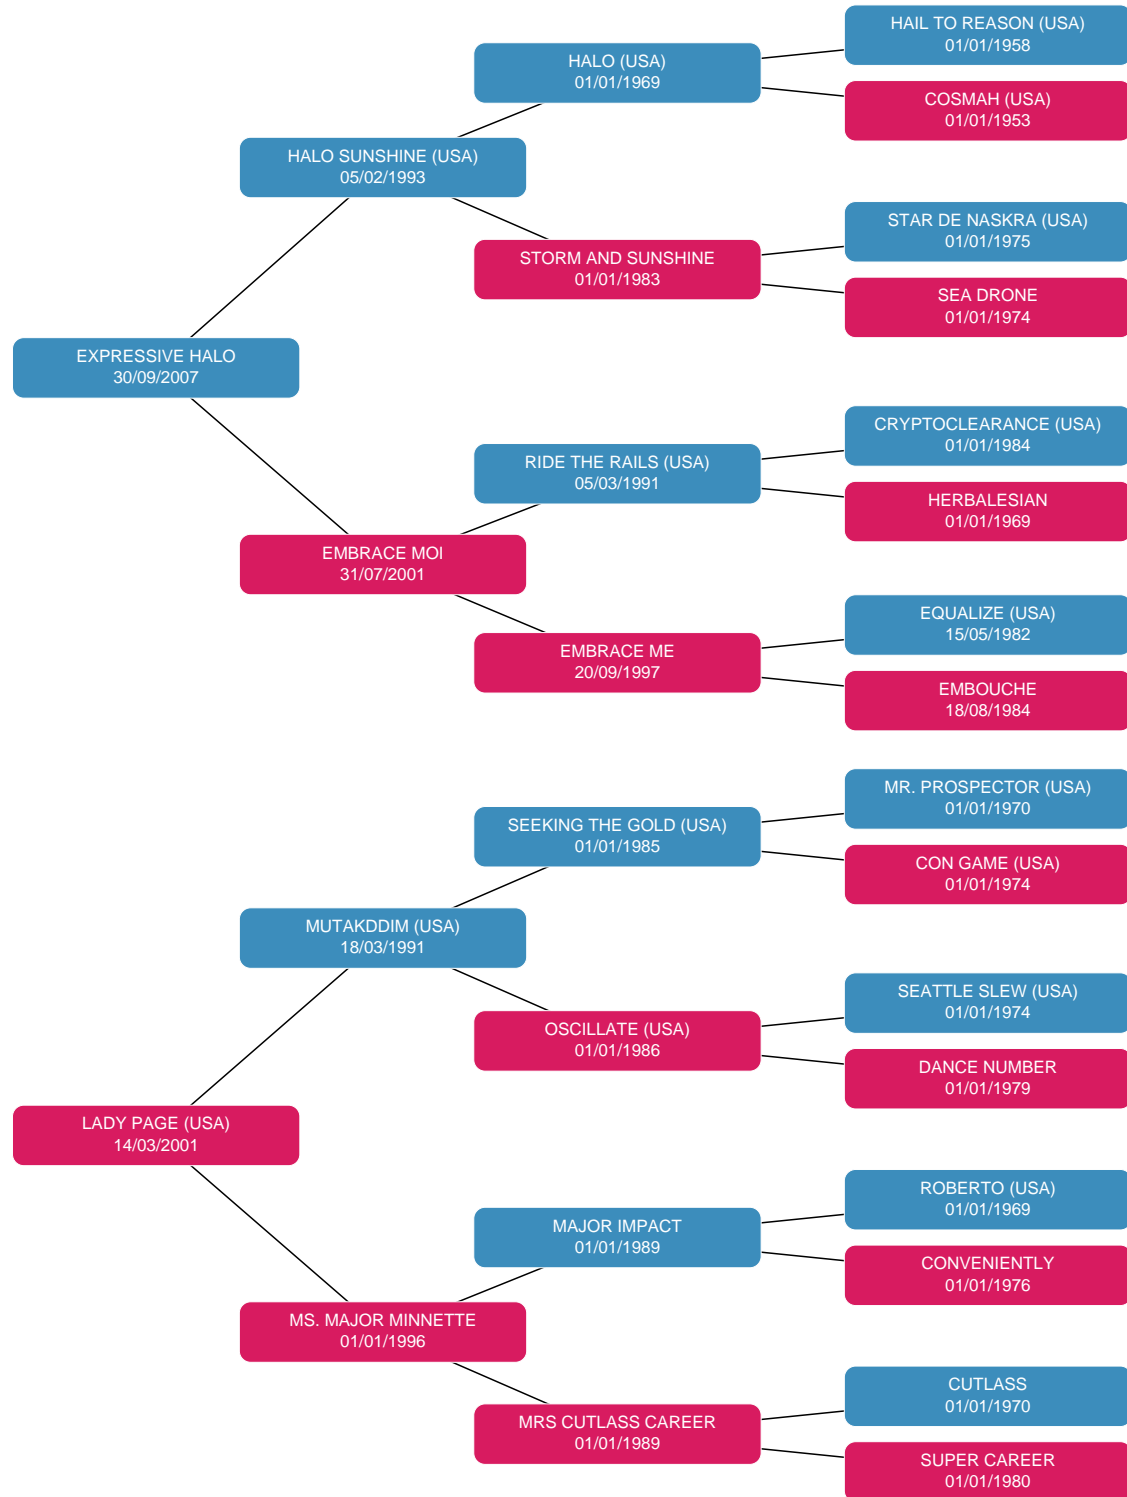 HAIL TO REASON (USA)
01/01/1958
HALO (USA)
01/01/1969
COSMAH (USA)
01/01/1953
HALO SUNSHINE (USA)
05/02/1993
STAR DE NASKRA (USA)
01/01/1975
STORM AND SUNSHINE
01/01/1983
SEA DRONE
01/01/1974
EXPRESSIVE HALO
30/09/2007
CRYPTOCLEARANCE (USA)
01/01/1984
RIDE THE RAILS (USA)
05/03/1991
HERBALESIAN
01/01/1969
EMBRACE MOI
31/07/2001
EQUALIZE (USA)
15/05/1982
EMBRACE ME
20/09/1997
EMBOUCHE
18/08/1984
MR. PROSPECTOR (USA)
01/01/1970
SEEKING THE GOLD (USA)
01/01/1985
CON GAME (USA)
01/01/1974
MUTAKDDIM (USA)
18/03/1991
SEATTLE SLEW (USA)
01/01/1974
OSCILLATE (USA)
01/01/1986
DANCE NUMBER
01/01/1979
LADY PAGE (USA)
14/03/2001
ROBERTO (USA)
01/01/1969
MAJOR IMPACT
01/01/1989
CONVENIENTLY
01/01/1976
MS. MAJOR MINNETTE
01/01/1996
CUTLASS
01/01/1970
MRS CUTLASS CAREER
01/01/1989
SUPER CAREER
01/01/1980